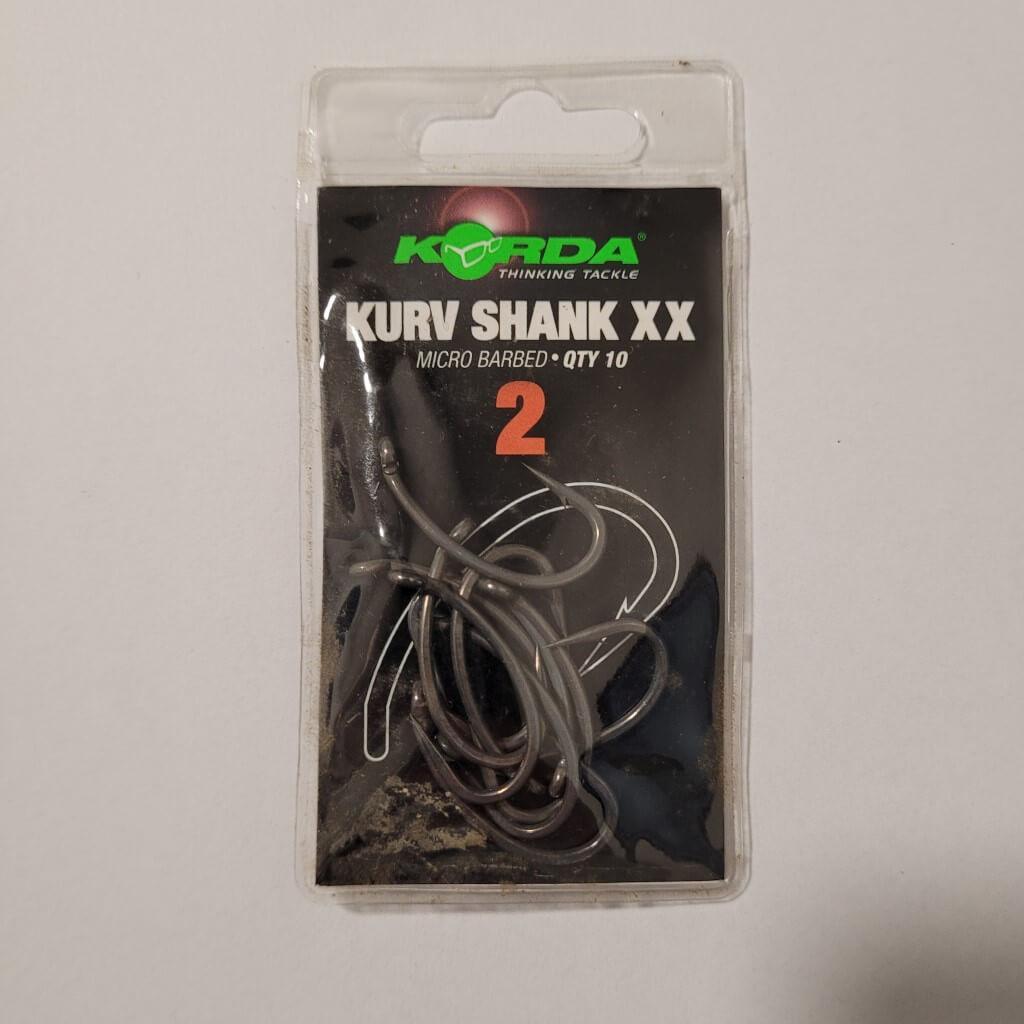 KORDA®
THINKING TACKLE
KURV SHANK XX
MICRO BARBED • QTY 10
2